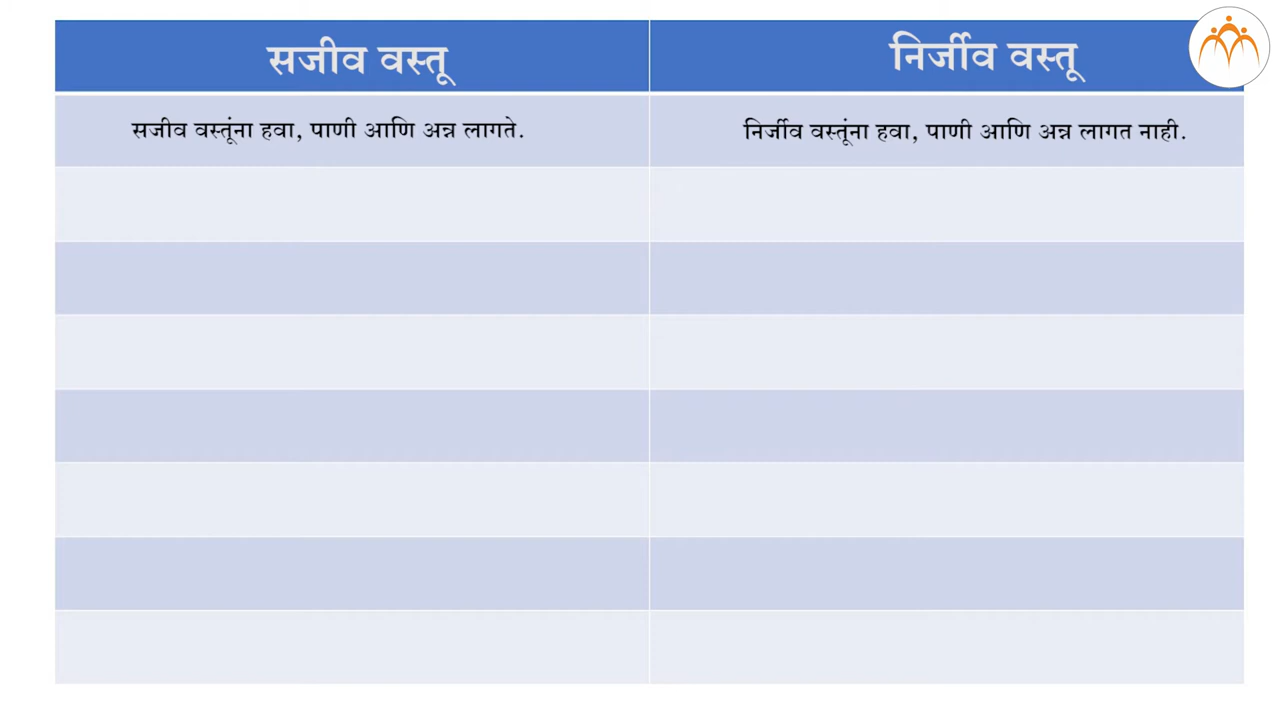 सजीव वस्तू
निर्जीव वस्तू
सजीव वस्तूंना हवा, पाणी आणि अन्न लागते.
निर्जीव वस्तूंना हवा, पाणी आणि अन्न लागत नाही.